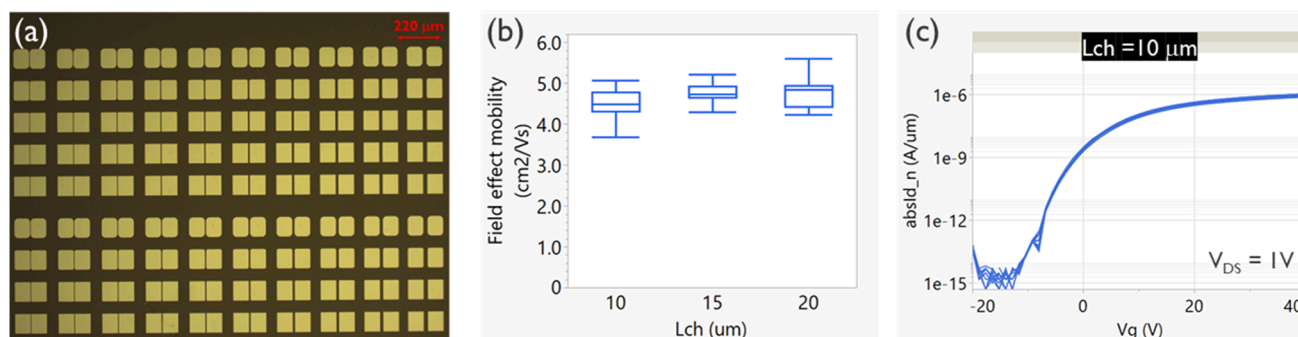 (a)
220 μm
(b)
Field effect mobility
(cm2/Vs)
6.0
5.0
4.0
3.0
2.0
1.0
0
10
15
20
Lch (um)
(c)
Lch =10 μm
absId_n (A/um)
1e-6
1e-9
1e-12
1e-15
V_DS = 1V
-20
0
20
40
Vg (V)